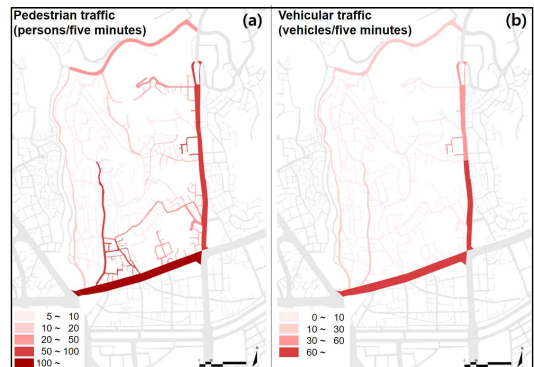 Pedestrian traffic
(persons/five minutes)
(a)
5 ~ 10
10 ~ 20
20 ~ 50
50 ~ 100
100 ~
Vehicular traffic
(vehicles/five minutes)
(b)
0 ~ 10
10 ~ 30
30 ~ 60
60 ~